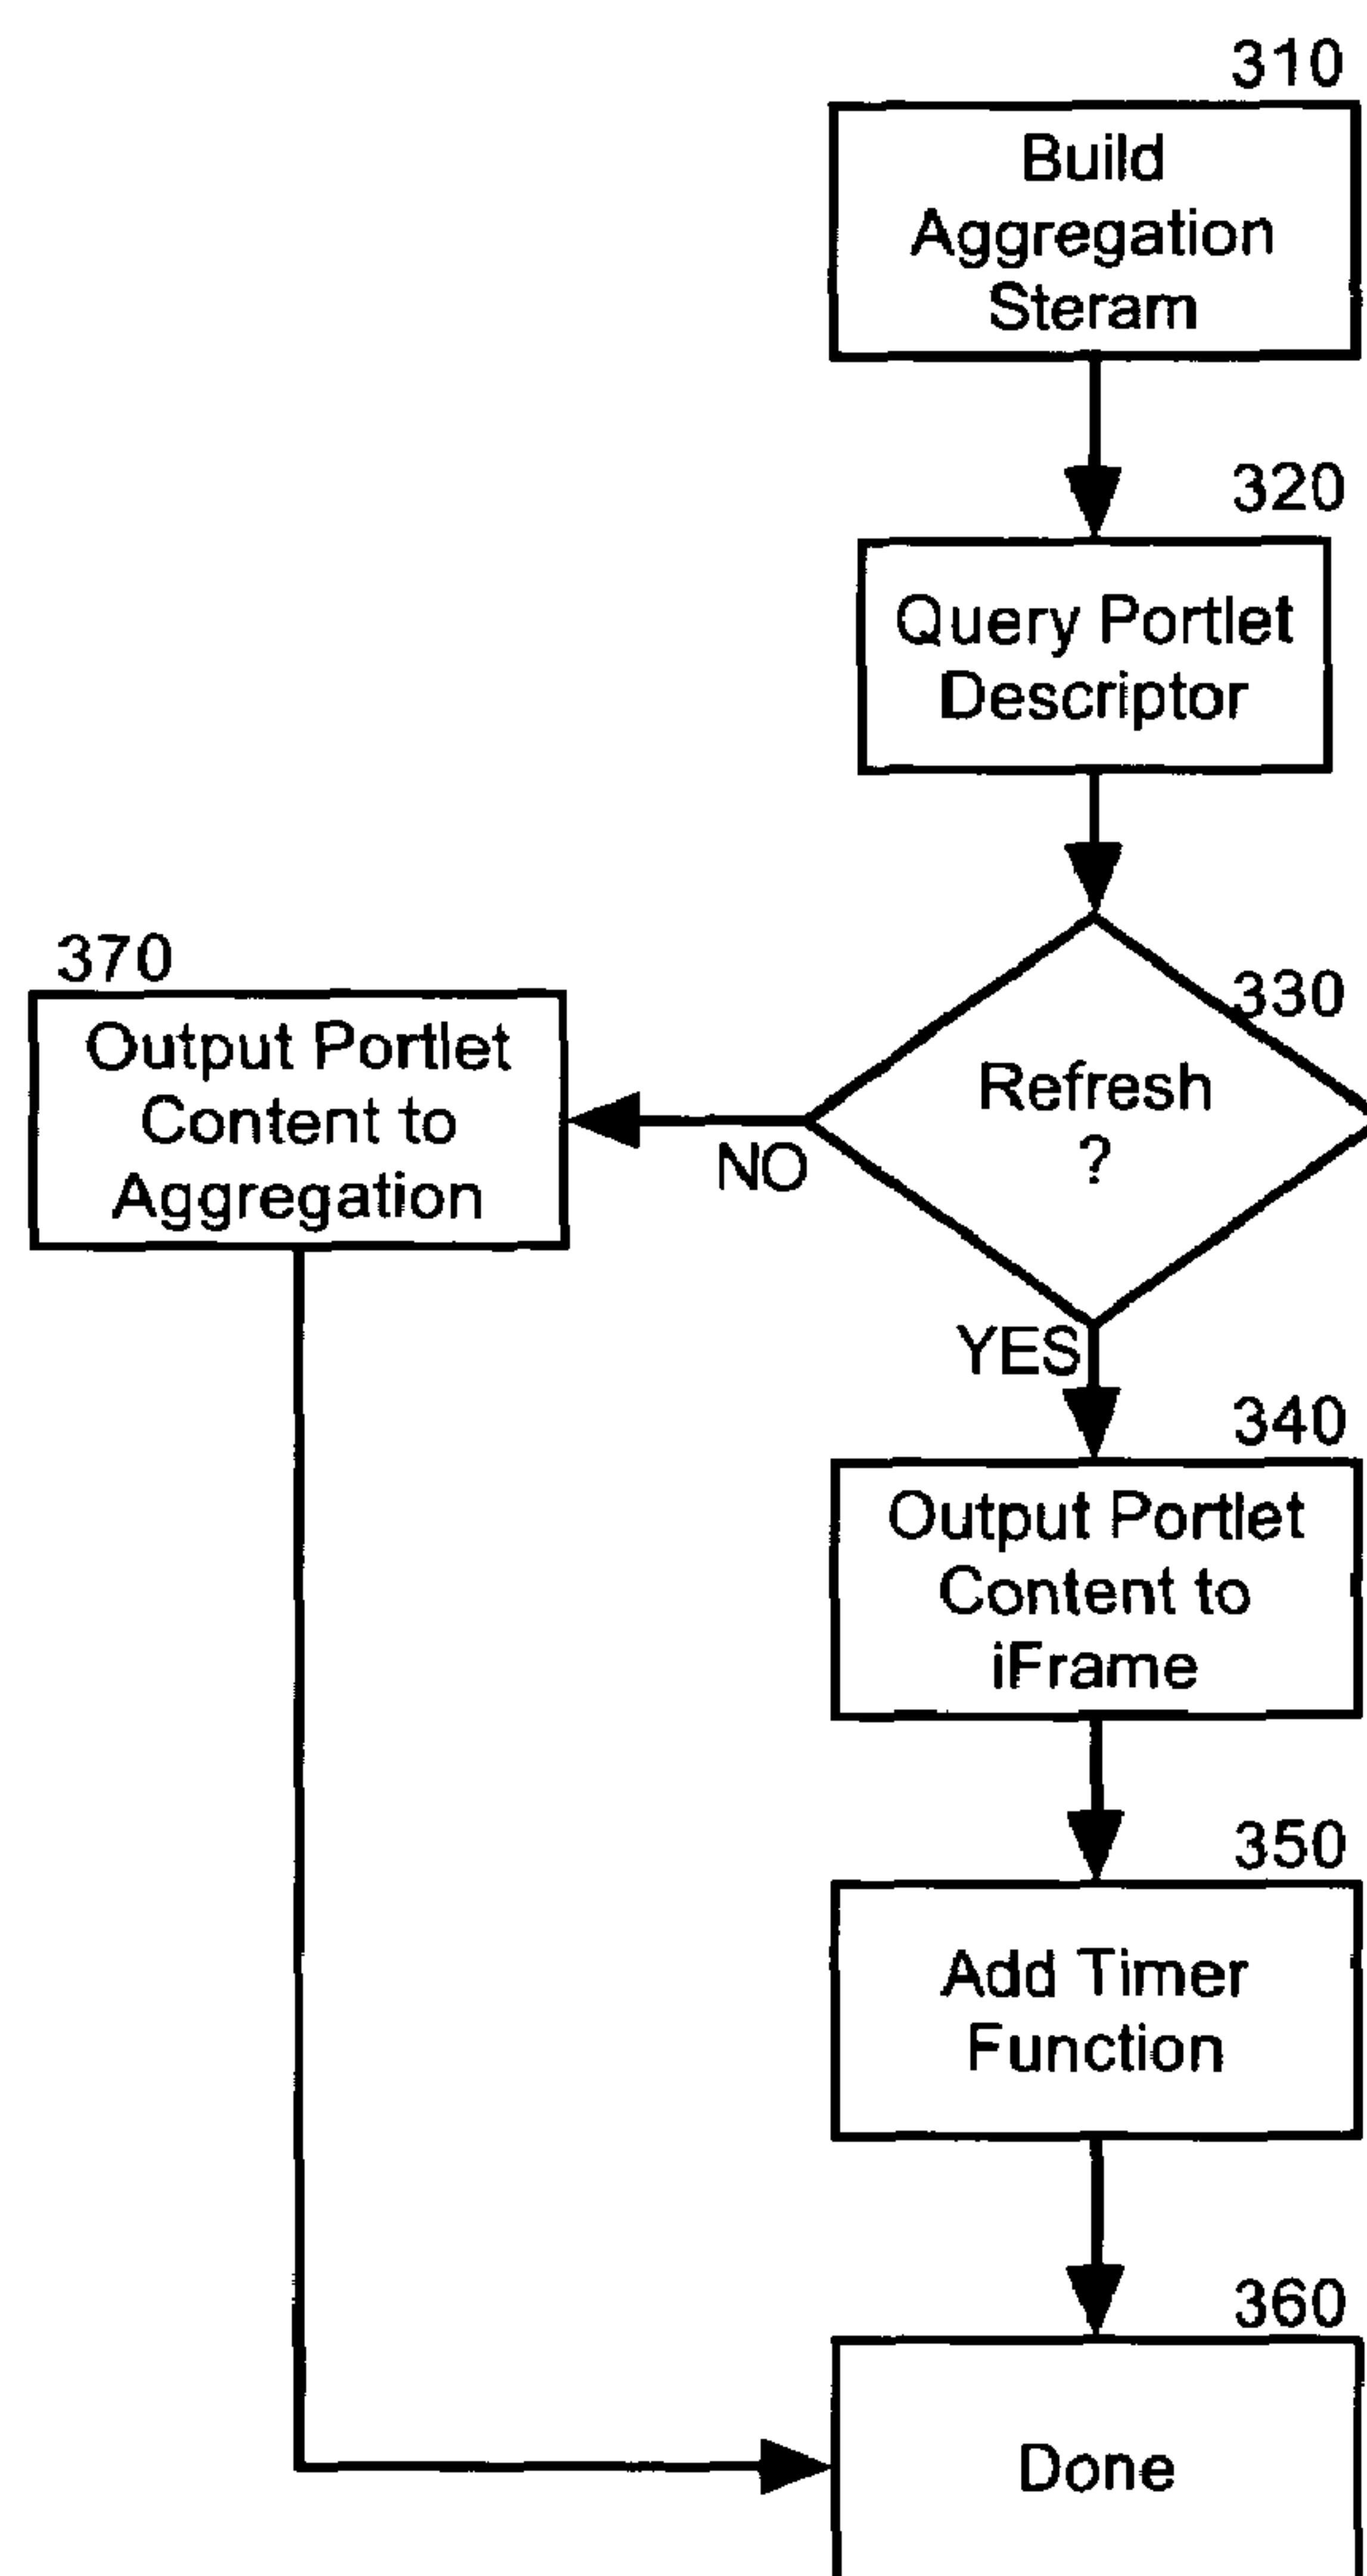 310
Build
Aggregation
Steram
320
Query Portlet
Descriptor
330
Refresh
?
NO
YES
370
Output Portlet
Content to
Aggregation
340
Output Portlet
Content to
iFrame
350
Add Timer
Function
360
Done